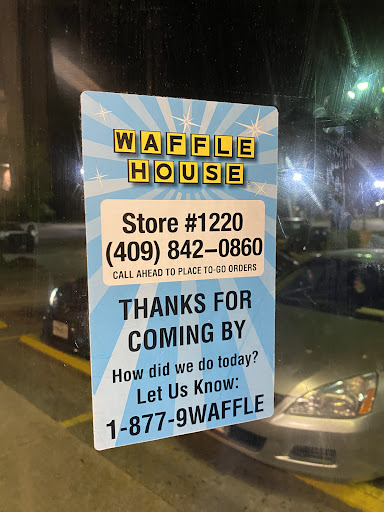 WAFFLE
HOUSE
Store #1220
(409) 842–0860
CALL AHEAD TO PLACE TO-GO ORDERS
THANKS FOR
COMING BY
How did we do today?
Let Us Know:
1-877-9WAFFLE